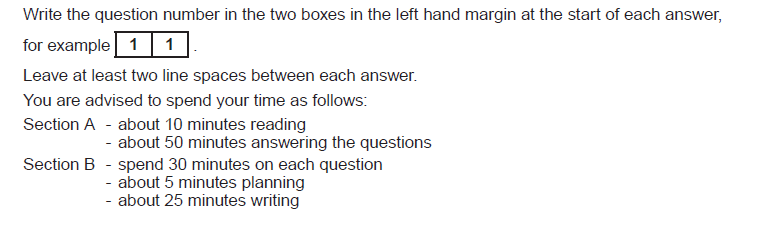 Write the question number in the two boxes in the left hand margin at the start of each answer,
for example 1 1 .
Leave at least two line spaces between each answer.
You are advised to spend your time as follows:
Section A - about 10 minutes reading
- about 50 minutes answering the questions
Section B - spend 30 minutes on each question
- about 5 minutes planning
- about 25 minutes writing